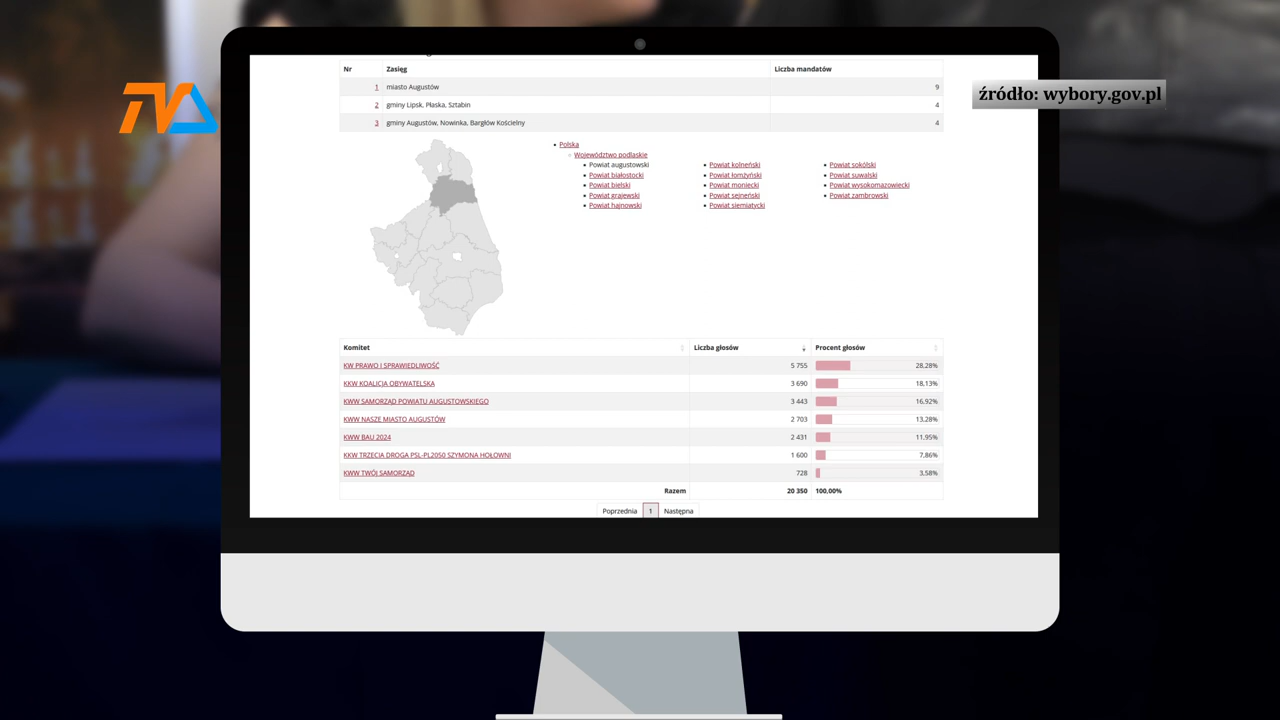 TVA
źródło: wybory.gov.pl
Nr Zasięg Liczba mandatów
1 miasto Augustów 9
2 gminy Lipsk, Płaska, Sztabin 4
3 gminy Augustów, Nowinka, Bargłów Kościelny 4
Polska
Województwo podlaskie
Powiat augustowski Powiat kolneński Powiat sokólski
Powiat białostocki Powiat łomżyński Powiat suwalski
Powiat bielski Powiat moniecki Powiat wysokomazowiecki
Powiat grajewski Powiat sejneński Powiat zambrowski
Powiat hajnowski Powiat siemiatycki
Komitet Liczba głosów Procent głosów
KW PRAWO I SPRAWIEDLIWOŚĆ 5 755 28,28%
KKW KOALICJA OBYWATELSKA 3 690 18,13%
KWW SAMORZĄD POWIATU AUGUSTOWSKIEGO 3 443 16,92%
KWW NASZE MIASTO AUGUSTÓW 2 703 13,28%
KWW BAU 2024 2 431 11,95%
KKW TRZECIA DROGA PSL-PL2050 SZYMONA HOŁOWNI 1 600 7,86%
KWW TWÓJ SAMORZĄD 728 3,58%
Razem 20 350 100,00%
Poprzednia 1 Następna